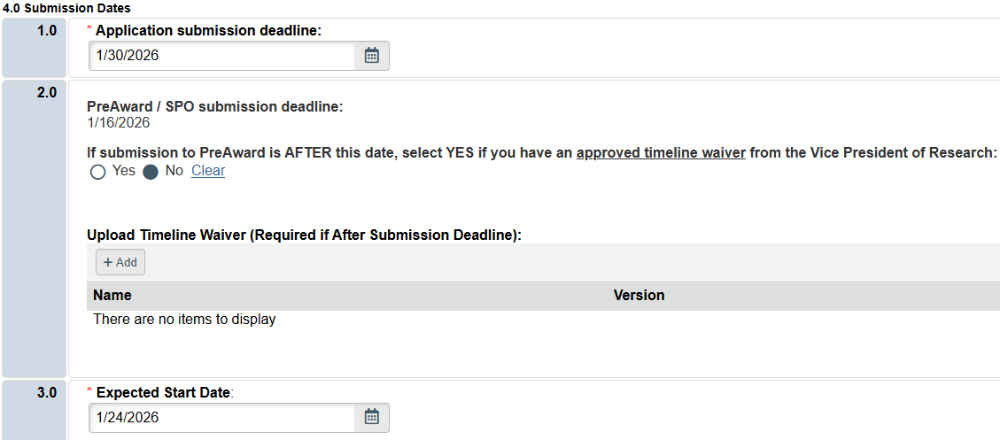 4.0 Submission Dates
1.0
* Application submission deadline:
1/30/2026
2.0
PreAward / SPO submission deadline:
1/16/2026
If submission to PreAward is AFTER this date, select YES if you have an approved timeline waiver from the Vice President of Research:
Yes No Clear
Upload Timeline Waiver (Required if After Submission Deadline):
+ Add
Name Version
There are no items to display
3.0
* Expected Start Date:
1/24/2026